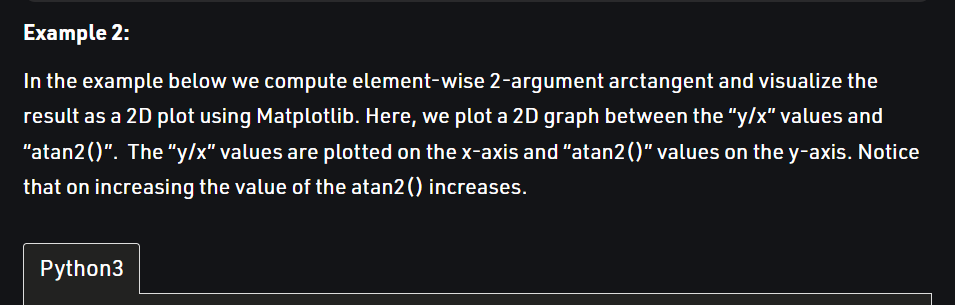 Example 2:
In the example below we compute element-wise 2-argument arctangent and visualize the
result as a 2D plot using Matplotlib. Here, we plot a 2D graph between the “y/x” values and
“atan2()”.  The “y/x” values are plotted on the x-axis and “atan2()” values on the y-axis. Notice
that on increasing the value of the atan2() increases.
Python3